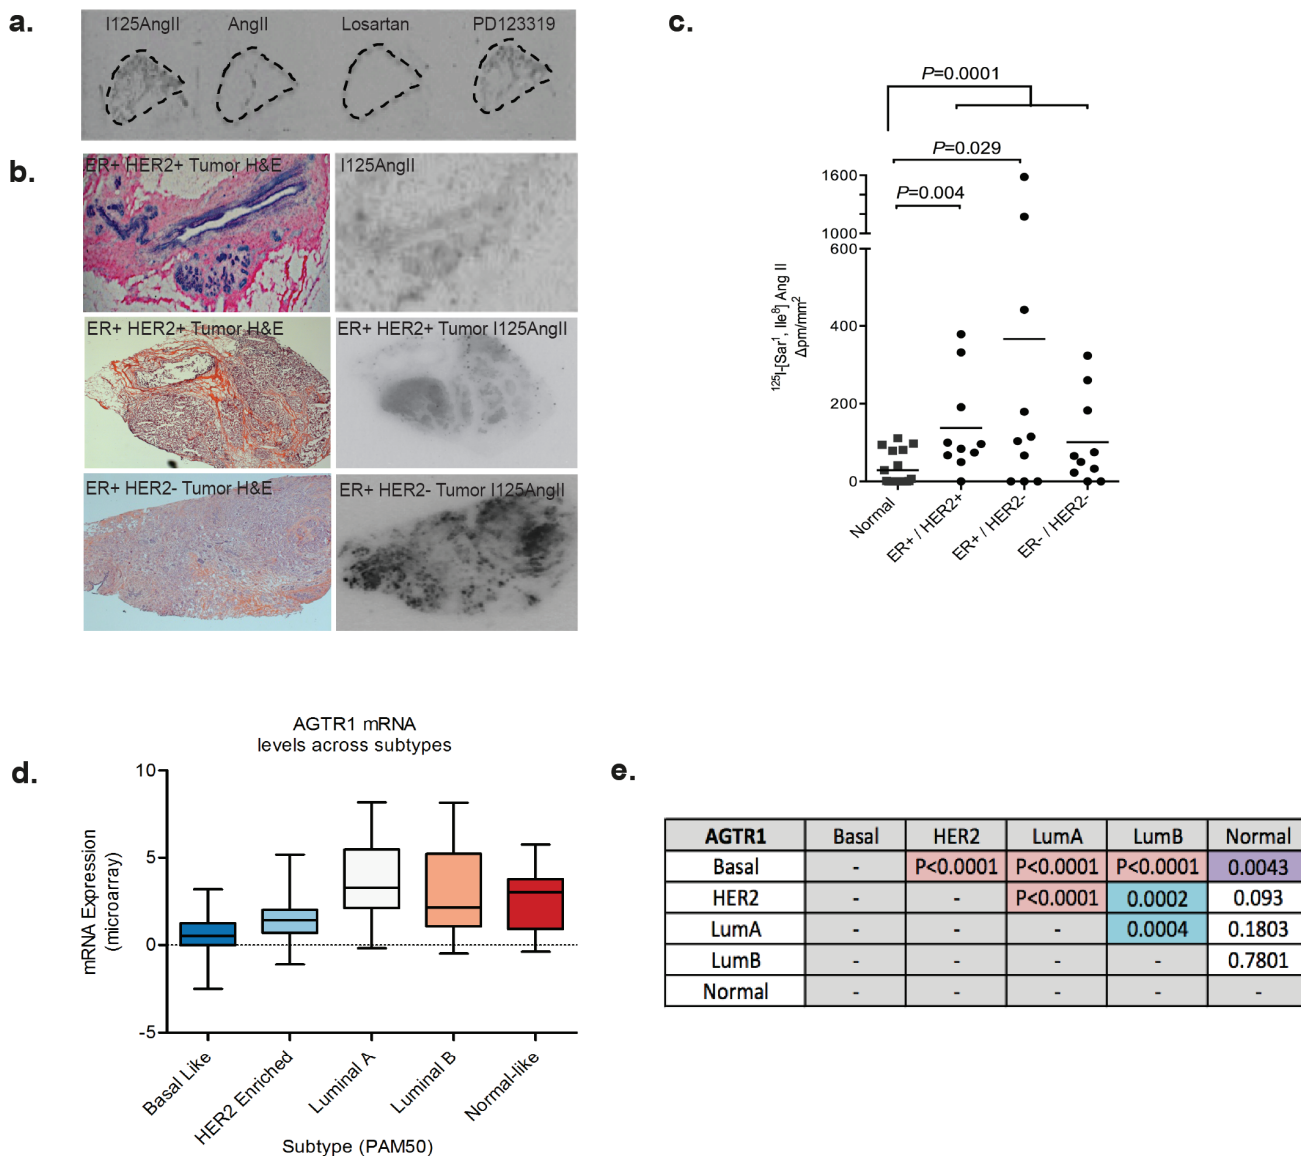 a.
I125AngII AngII Losartan PD123319
b.
ER+ HER2+ Tumor H&E I125AngII
ER+ HER2+ Tumor H&E ER+ HER2+ Tumor I125AngII
ER+ HER2- Tumor H&E ER+ HER2- Tumor I125AngII
c.
P=0.0001
P=0.029
P=0.004
1600
1000
600
400
200
0
¹²⁵I-[Sar¹, Ile⁸] Ang II
Δpm/mm²
Normal
ER+ / HER2+
ER+ / HER2-
ER- / HER2-
d.
AGTR1 mRNA
levels across subtypes
10
5
0
-5
mRNA Expression
(microarray)
Basal Like
HER2 Enriched
Luminal A
Luminal B
Normal-like
Subtype (PAM50)
e.
AGTR1 Basal HER2 LumA LumB Normal
Basal - P<0.0001 P<0.0001 P<0.0001 0.0043
HER2 - - P<0.0001 0.0002 0.093
LumA - - - 0.0004 0.1803
LumB - - - - 0.7801
Normal - - - - -